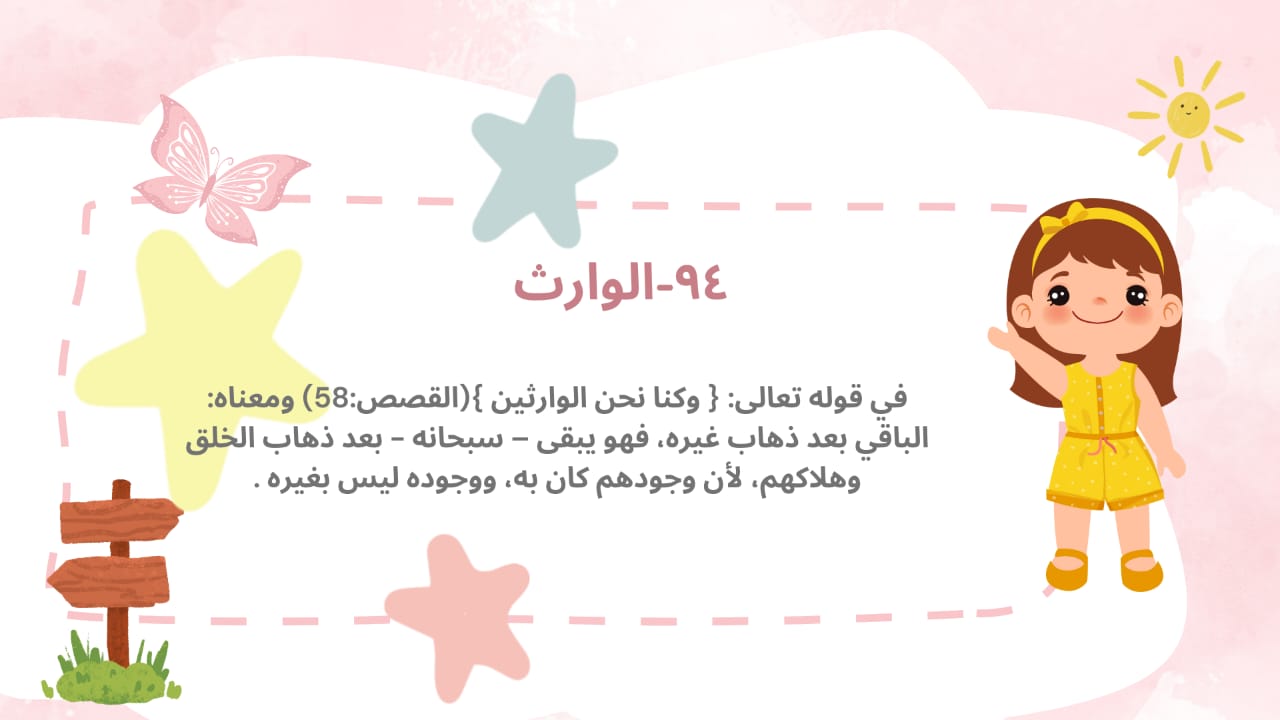 ٩٤-الوارث
في قوله تعالى: { وكنا نحن الوارثين }(القصص:58) ومعناه:
الباقي بعد ذهاب غيره، فهو يبقى – سبحانه - بعد ذهاب الخلق
وهلاكهم، لأن وجودهم كان به، ووجوده ليس بغيره .